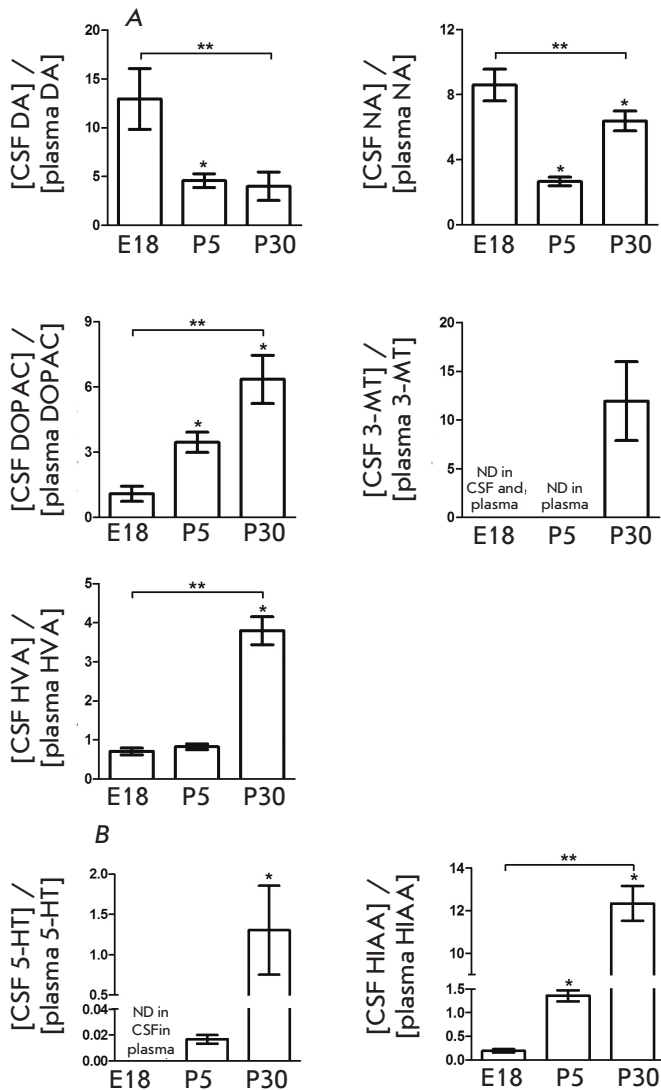 A
[CSF DA] /
[plasma DA]
20
15
10
5
0
**
*
E18 P5 P30
[CSF NA] /
[plasma NA]
12
8
4
0
**
*
*
E18 P5 P30
[CSF DOPAC] /
[plasma DOPAC]
9
6
3
0
**
*
*
E18 P5 P30
[CSF 3-MT] /
[plasma 3-MT]
20
15
10
5
0
ND in
CSF and
plasma
ND in
plasma
E18 P5 P30
[CSF HVA] /
[plasma HVA]
5
4
3
2
1
0
**
*
E18 P5 P30
B
[CSF 5-HT] /
[plasma 5-HT]
2.0
1.5
1.0
0.5
0.04
0.02
0.00
ND in
CSFin
plasma
*
E18 P5 P30
[CSF HIAA] /
[plasma HIAA]
14
12
10
1.5
1.0
0.5
0.0
**
*
*
E18 P5 P30